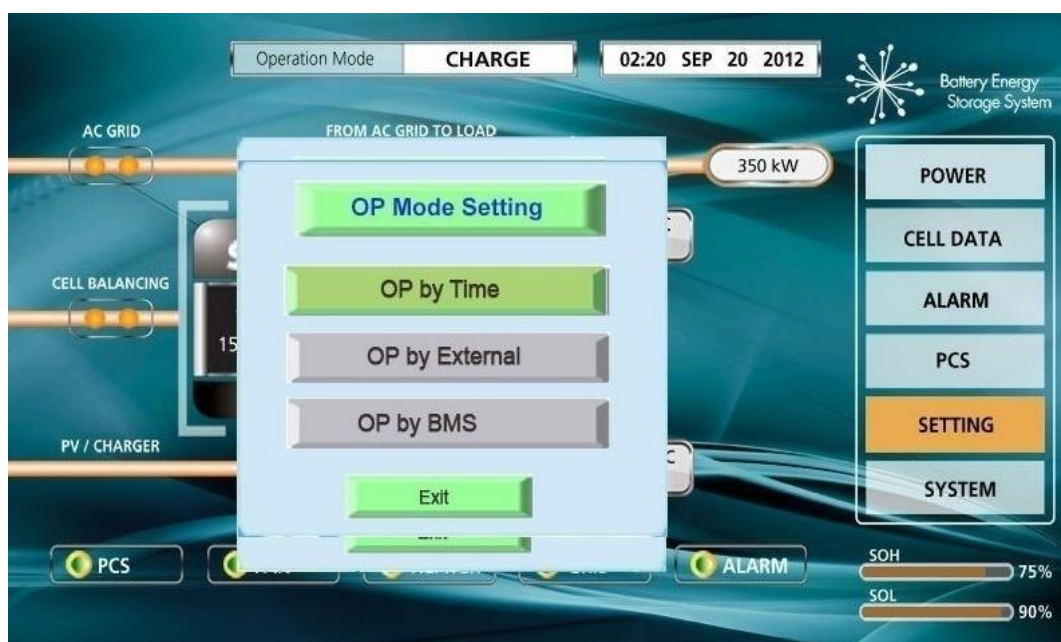 Operation Mode
CHARGE
02:20 SEP 20 2012
Battery Energy
Storage System
AC GRID
FROM AC GRID TO LOAD
350 kW
POWER
OP Mode Setting
CELL DATA
CELL BALANCING
OP by Time
ALARM
15
OP by External
PCS
OP by BMS
SETTING
PV / CHARGER
C
Exit
SYSTEM
PCS
ALARM
SOH
75%
SOL
90%